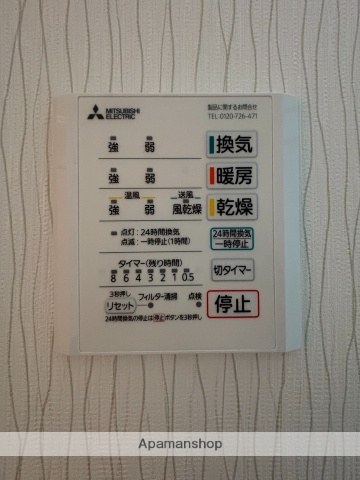 MITSUBISHI ELECTRIC
製品に関するお問合せ
TEL 0120-726-471
強 弱 換気
強 弱 暖房
温風 送風
強 弱 風乾燥 乾燥
点灯:24時間換気
点滅:一時停止(1時間)
24時間換気
一時停止
タイマー(残り時間)
8 6 4 3 2 1 0.5
切タイマー
3秒押し
リセット フィルター清掃 点検
停止
24時間換気の停止は停止ボタンを3秒押し
Apamanshop